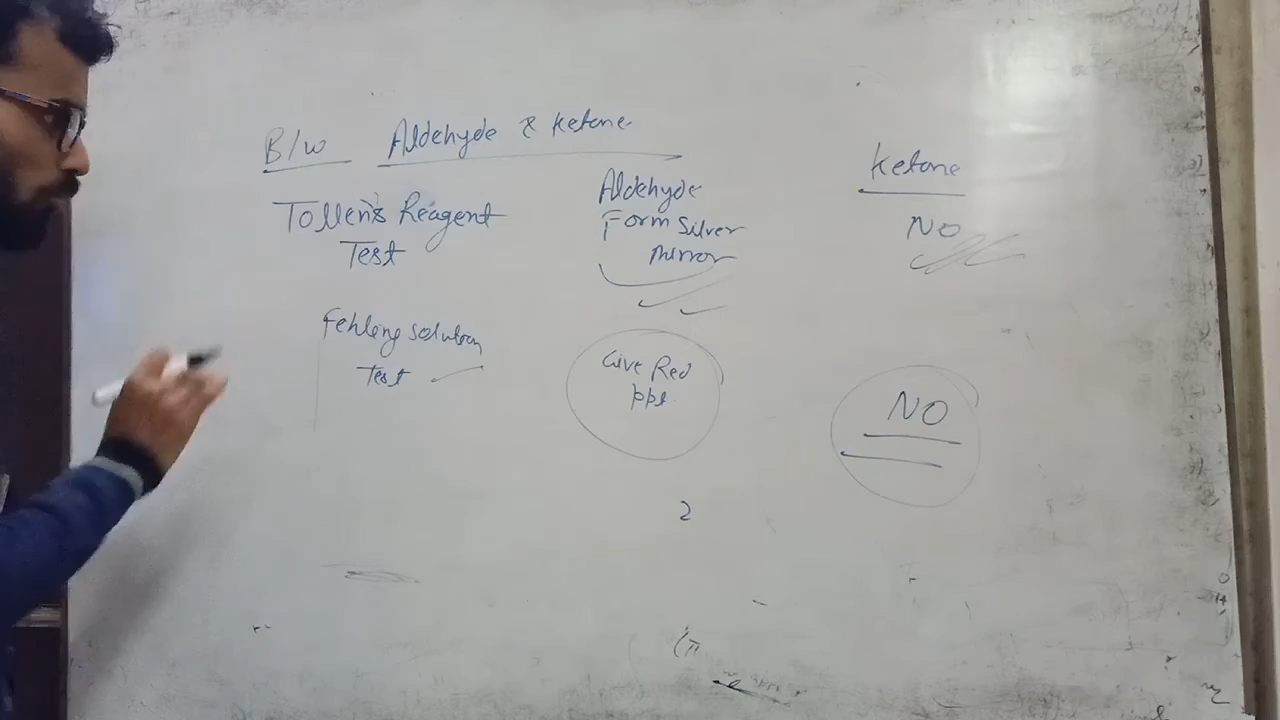 B/w Aldehyde & Ketone
Aldehyde
Ketone
Tollen's Reagent
Test
Form Silver
mirror
NO
Fehling solution
Test
Give Red
ppt
NO
2